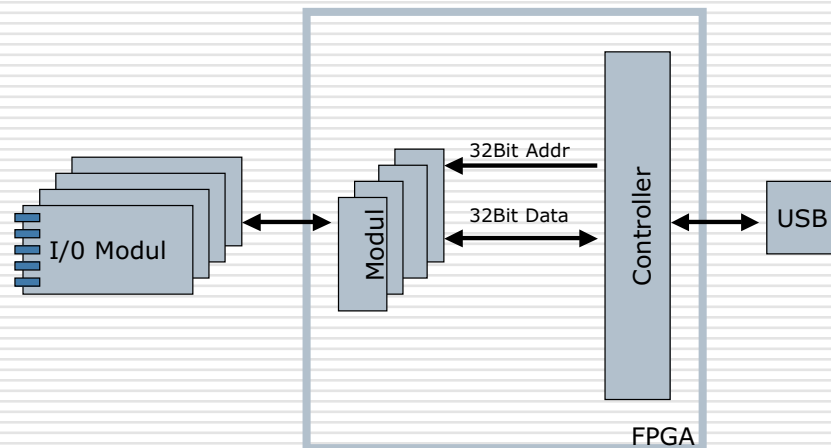 32Bit Addr
32Bit Data
I/0 Modul
Modul
Controller
USB
FPGA